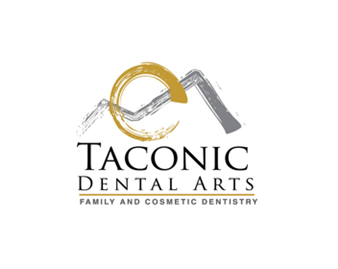 TACONIC
DENTAL ARTS
FAMILY AND COSMETIC DENTISTRY